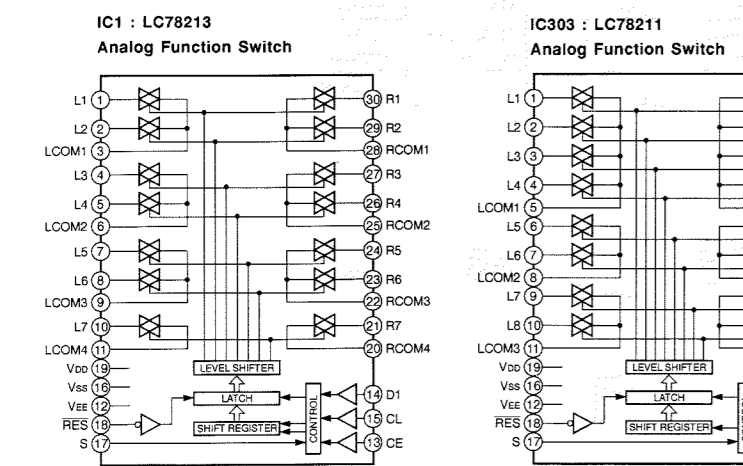 IC1 : LC78213
Analog Function Switch
L1 1
L2 2
LCOM1 3
L3 4
L4 5
LCOM2 6
L5 7
L6 8
LCOM3 9
L7 10
LCOM4 11
VDD 19
VSS 16
VEE 12
RES 18
S 17
30 R1
29 R2
28 RCOM1
27 R3
26 R4
25 RCOM2
24 R5
23 R6
22 RCOM3
21 R7
20 RCOM4
14 D1
15 CL
13 CE
LEVEL SHIFTER
LATCH
SHIFT REGISTER
CONTROL
IC303 : LC78211
Analog Function Switch
L1 1
L2 2
L3 3
L4 4
LCOM1 5
L5 6
L6 7
LCOM2 8
L7 9
L8 10
LCOM3 11
VDD 19
VSS 16
VEE 12
RES 18
S 17
LEVEL SHIFTER
LATCH
SHIFT REGISTER